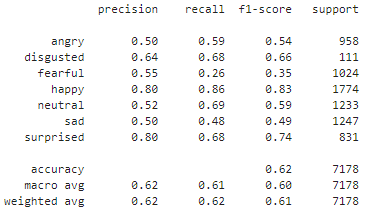 precision recall f1-score support
angry 0.50 0.59 0.54 958
disgusted 0.64 0.68 0.66 111
fearful 0.55 0.26 0.35 1024
happy 0.80 0.86 0.83 1774
neutral 0.52 0.69 0.59 1233
sad 0.50 0.48 0.49 1247
surprised 0.80 0.68 0.74 831
accuracy 0.62 7178
macro avg 0.62 0.61 0.60 7178
weighted avg 0.62 0.62 0.61 7178